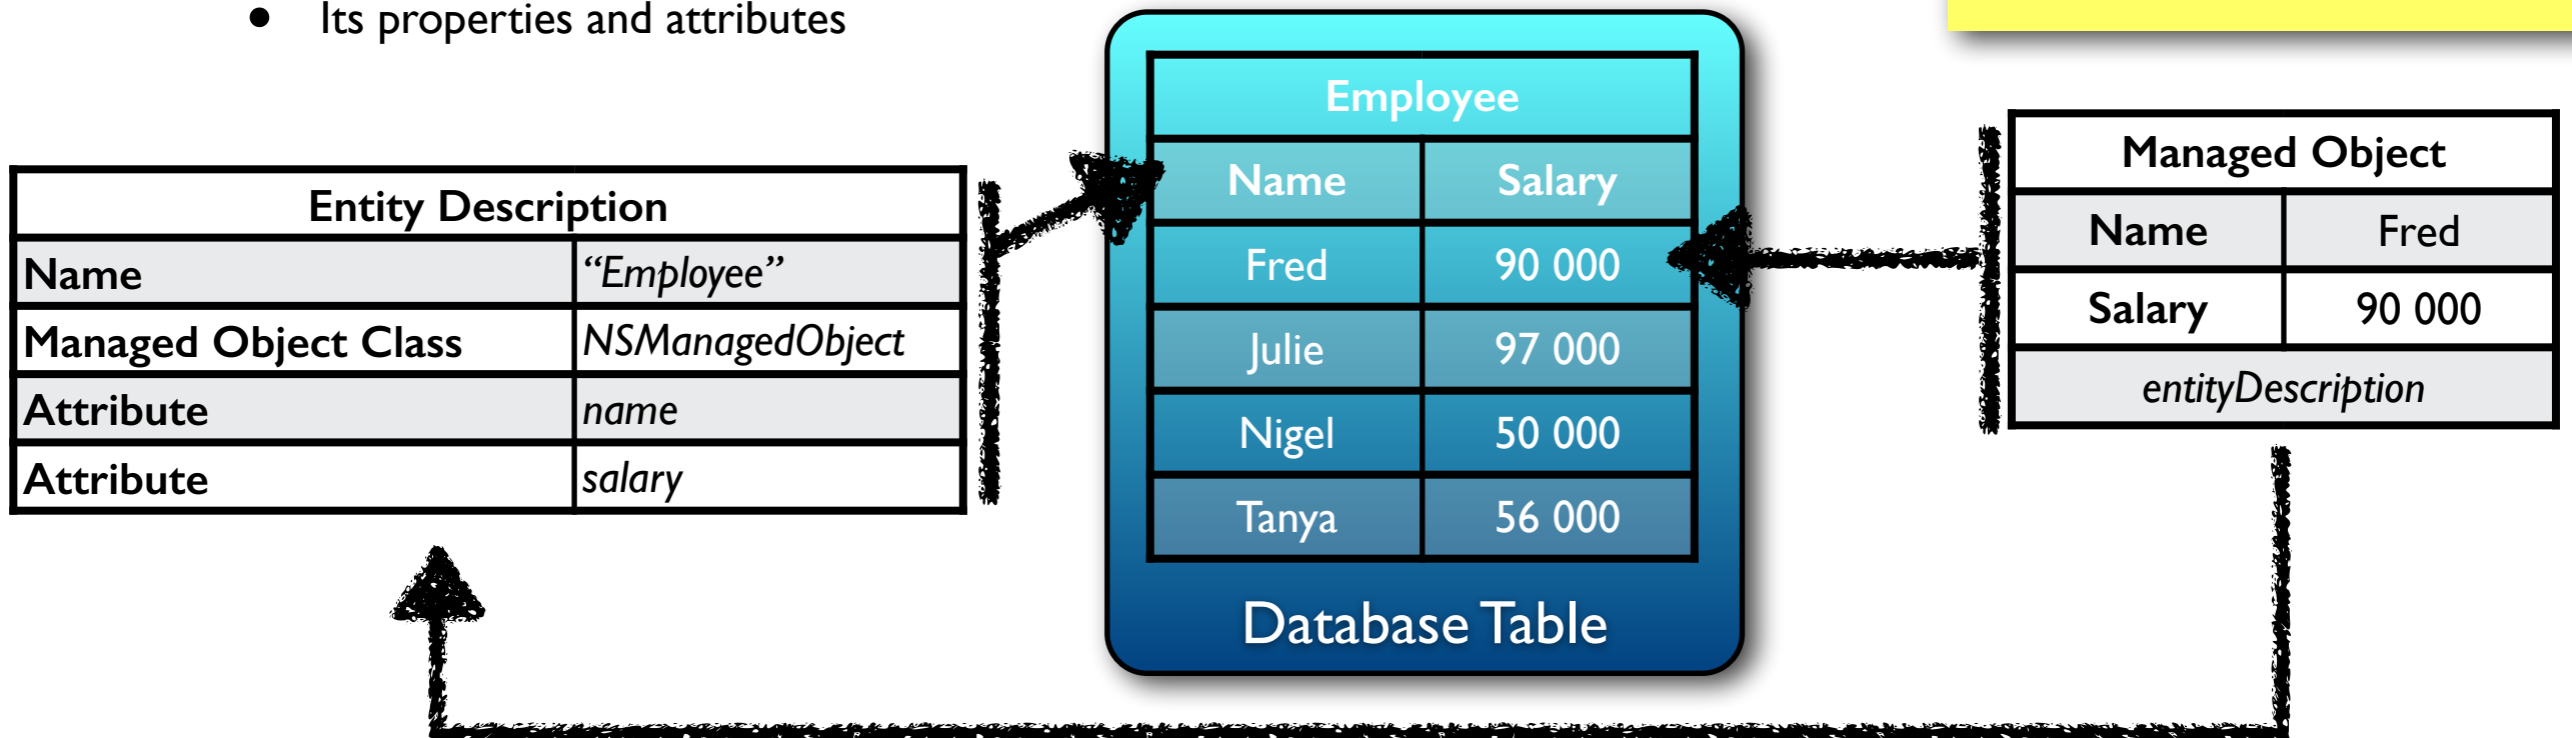 • Its properties and attributes
Entity Description
Name “Employee”
Managed Object Class NSManagedObject
Attribute name
Attribute salary
Employee
Name Salary
Fred 90 000
Julie 97 000
Nigel 50 000
Tanya 56 000
Database Table
Managed Object
Name Fred
Salary 90 000
entityDescription